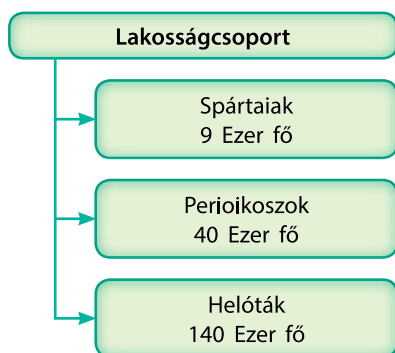 Lakosságcsoport
Spártaiak
9 Ezer fő
Perioikoszok
40 Ezer fő
Helóták
140 Ezer fő